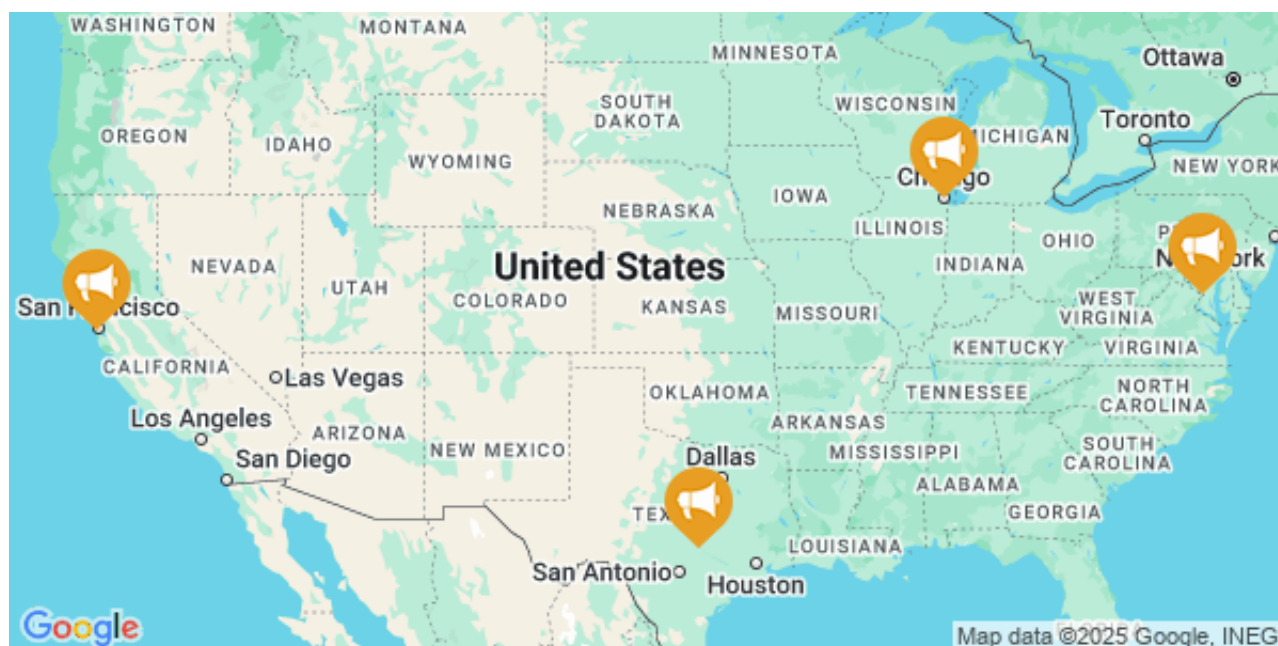 WASHINGTON
MONTANA
MINNESOTA
Ottawa
SOUTH
DAKOTA
WISCONSIN
OREGON
IDAHO
WYOMING
MICHIGAN
Toronto
NEW YORK
NEBRASKA
IOWA
ILLINOIS
OHIO
NEVADA
United States
INDIANA
UTAH
COLORADO
KANSAS
MISSOURI
WEST
VIRGINIA
San Francisco
CALIFORNIA
KENTUCKY
VIRGINIA
Las Vegas
OKLAHOMA
TENNESSEE
NORTH
CAROLINA
Los Angeles
ARIZONA
NEW MEXICO
ARKANSAS
San Diego
Dallas
MISSISSIPPI
SOUTH
CAROLINA
ALABAMA
GEORGIA
LOUISIANA
San Antonio
Houston
Google
Map data ©2025 Google, INEG